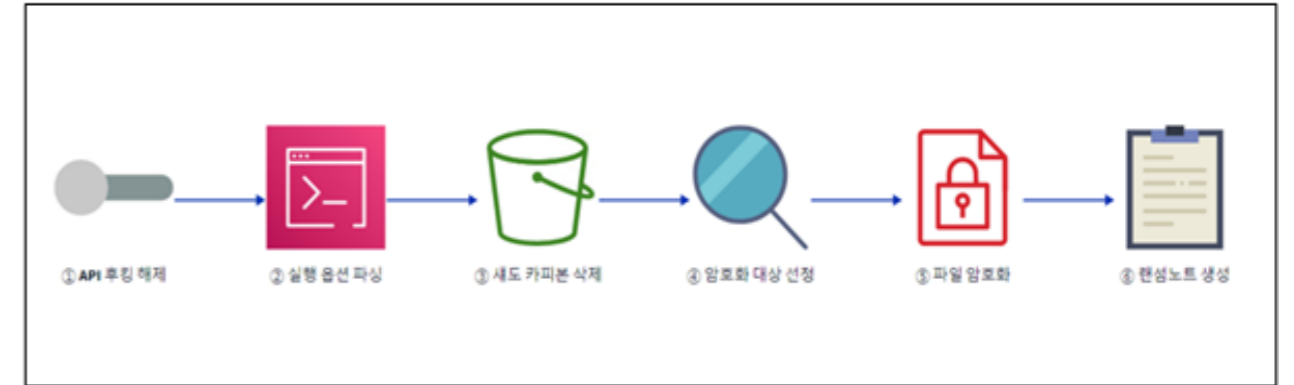 ① API 후킹 해제
② 실행 옵션 파싱
③ 섀도 카피본 삭제
④ 암호화 대상 선정
⑤ 파일 암호화
⑥ 랜섬노트 생성